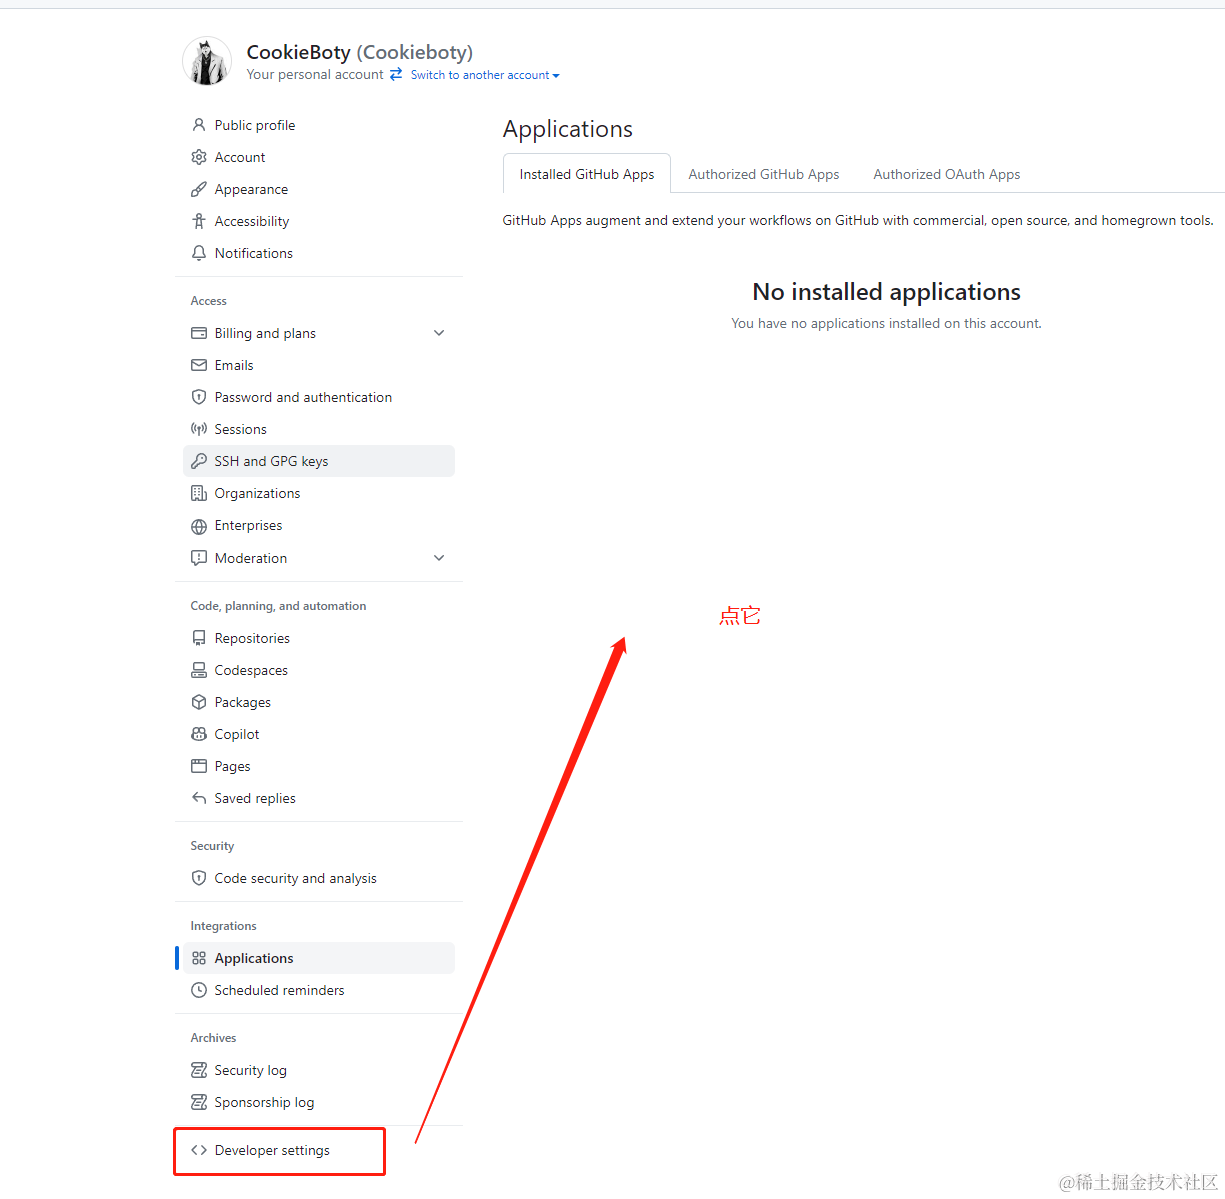 CookieBoty (Cookieboty)
Your personal account Switch to another account
Public profile
Account
Appearance
Accessibility
Notifications
Access
Billing and plans
Emails
Password and authentication
Sessions
SSH and GPG keys
Organizations
Enterprises
Moderation
Code, planning, and automation
Repositories
Codespaces
Packages
Copilot
Pages
Saved replies
Security
Code security and analysis
Integrations
Applications
Scheduled reminders
Archives
Security log
Sponsorship log
Developer settings
Applications
Installed GitHub Apps Authorized GitHub Apps Authorized OAuth Apps
GitHub Apps augment and extend your workflows on GitHub with commercial, open source, and homegrown tools.
No installed applications
You have no applications installed on this account.
点它
@稀土掘金技术社区